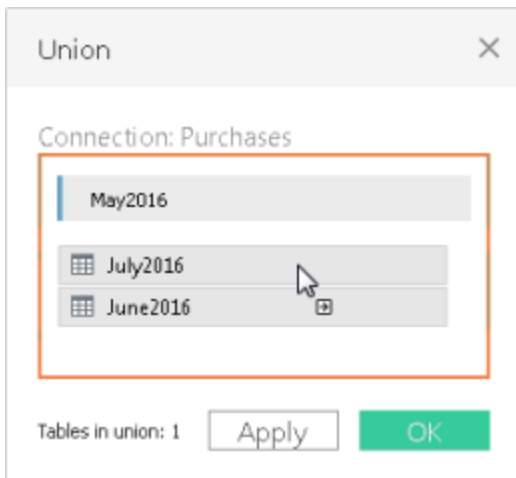 Union
Connection: Purchases
May2016
July2016
June2016
Tables in union: 1
Apply
OK